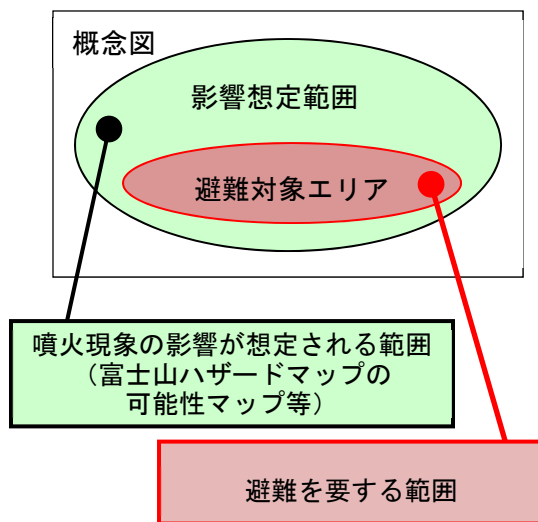 概念図
影響想定範囲
避難対象エリア
噴火現象の影響が想定される範囲
（富士山ハザードマップの
可能性マップ等）
避難を要する範囲